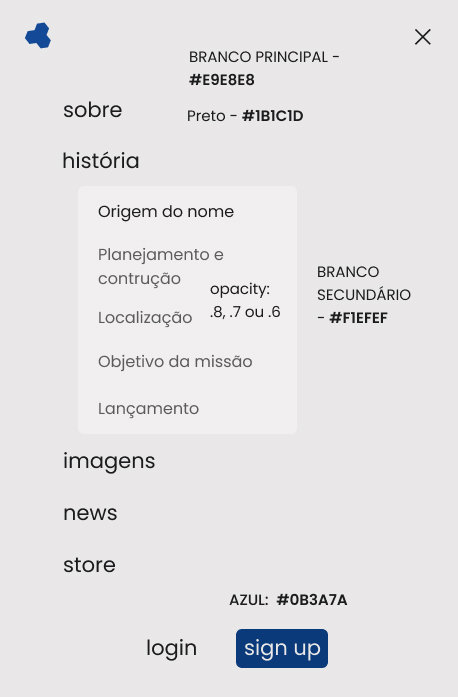 BRANCO PRINCIPAL -
#E9E8E8
Preto - #1B1C1D
sobre
história
Origem do nome
Planejamento e
contrução
opacity:
.8, .7 ou .6
Localização
Objetivo da missão
Lançamento
BRANCO
SECUNDÁRIO
- #F1EFEF
imagens
news
store
AZUL: #0B3A7A
login
sign up